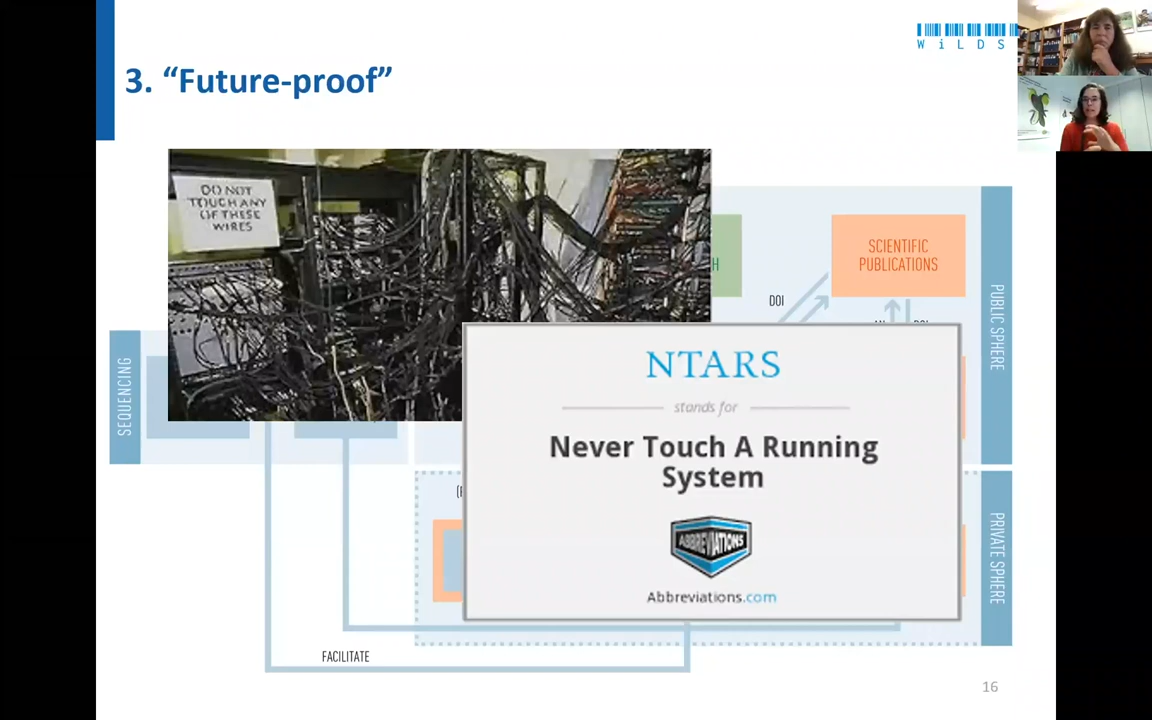 WiLDS
3. “Future-proof”
DO NOT
TOUCH ANY
OF THESE
WIRES
SCIENTIFIC
PUBLICATIONS
DOI
PUBLIC SPHERE
SEQUENCING
NTARS
stands for
Never Touch A Running
System
ABBREVIATIONS
Abbreviations.com
PRIVATE SPHERE
FACILITATE
16